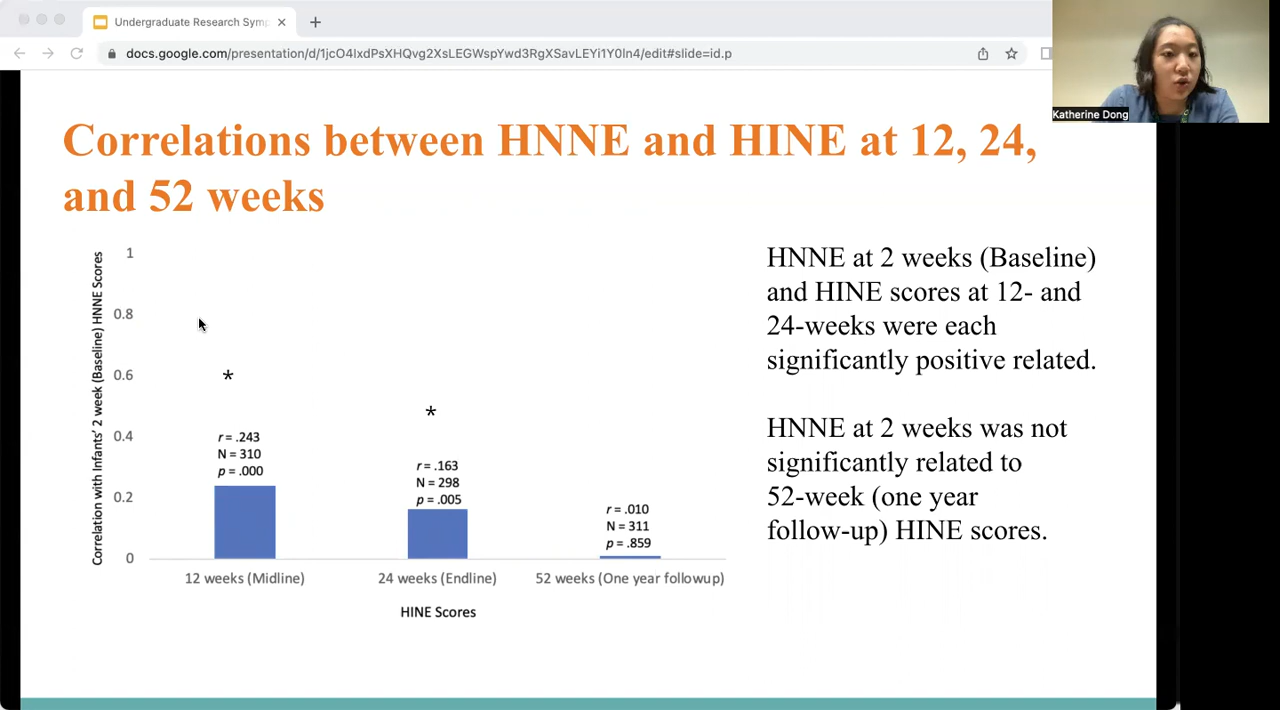 Undergraduate Research Symp
docs.google.com/presentation/d/1jcO4lxdPsXHQvg2XsLEGWspYwd3RgXSavLEYi1Y0ln4/edit#slide=id.p
Katherine Dong
Correlations between HNNE and HINE at 12, 24,
and 52 weeks
Correlation with Infants' 2 week (Baseline) HNNE Scores
1
0.8
0.6
0.4
0.2
0
*
r = .243
N = 310
p = .000
*
r = .163
N = 298
p = .005
r = .010
N = 311
p = .859
12 weeks (Midline)
24 weeks (Endline)
52 weeks (One year followup)
HINE Scores
HNNE at 2 weeks (Baseline)
and HINE scores at 12- and
24-weeks were each
significantly positive related.
HNNE at 2 weeks was not
significantly related to
52-week (one year
follow-up) HINE scores.